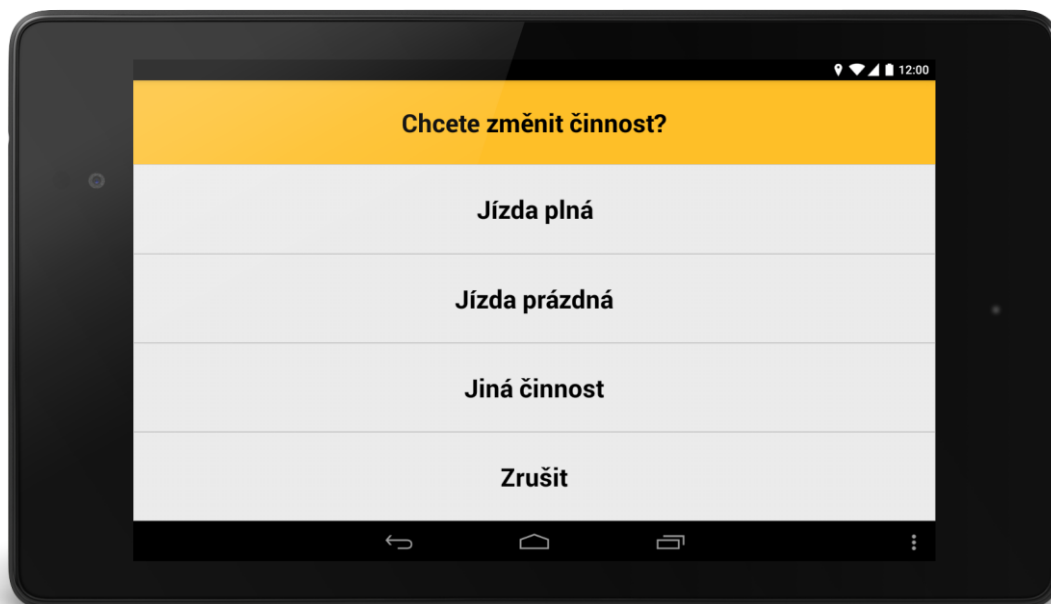 12:00
Chcete změnit činnost?
Jízda plná
Jízda prázdná
Jiná činnost
Zrušit